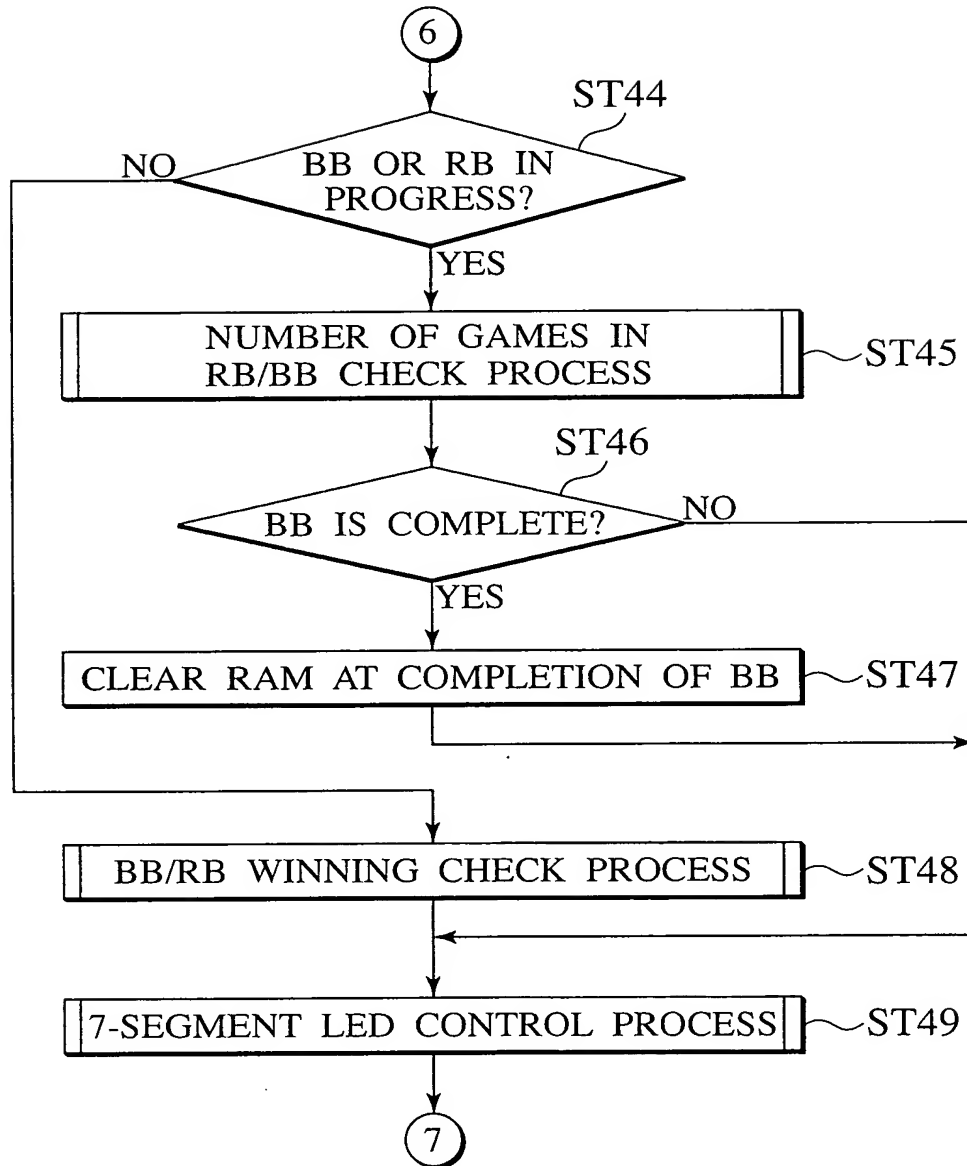 6
ST44
NO
BB OR RB IN
PROGRESS?
YES
NUMBER OF GAMES IN
RB/BB CHECK PROCESS
ST45
ST46
BB IS COMPLETE?
NO
YES
CLEAR RAM AT COMPLETION OF BB
ST47
BB/RB WINNING CHECK PROCESS
ST48
7-SEGMENT LED CONTROL PROCESS
ST49
7